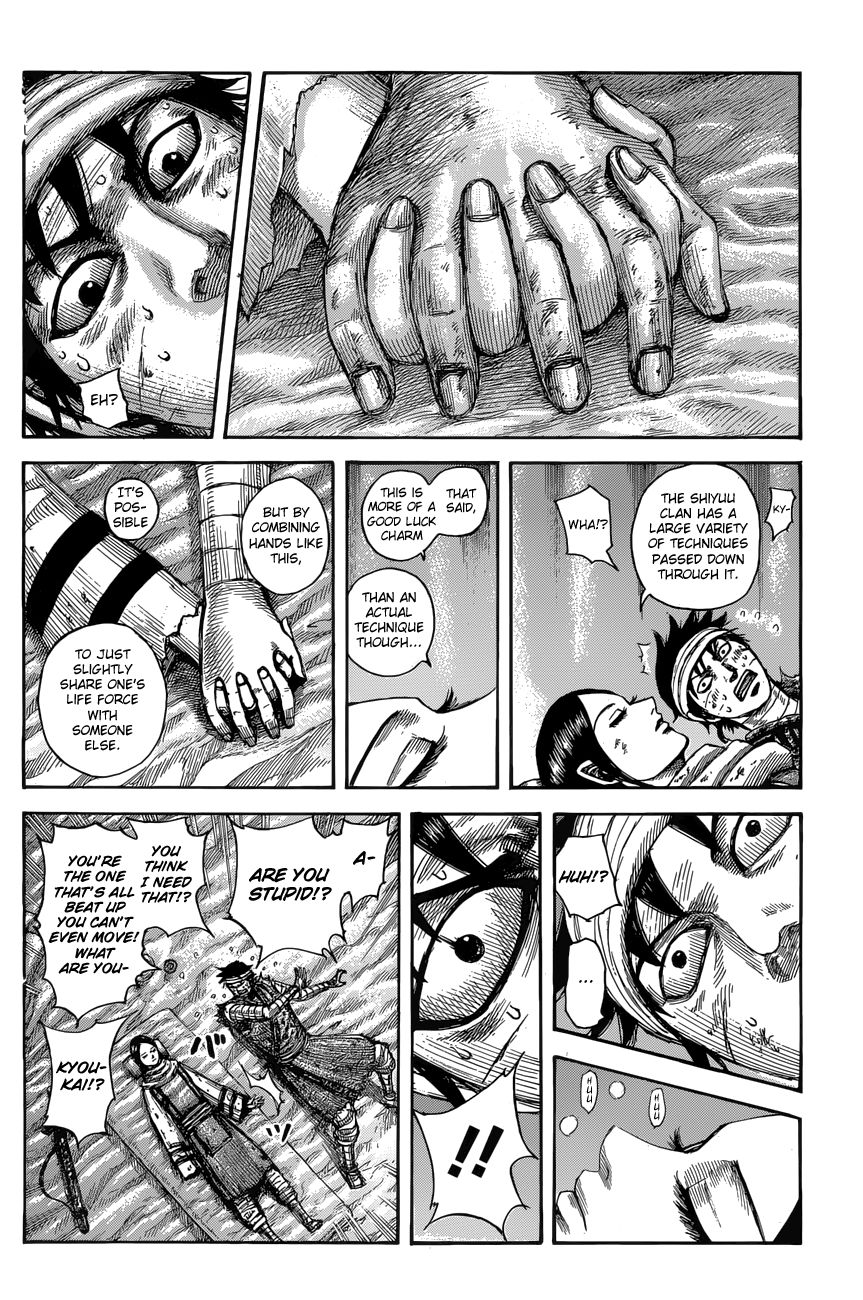 EH?
KY-
THE SHIYUU
CLAN HAS A
LARGE VARIETY
OF TECHNIQUES
PASSED DOWN
THROUGH IT.
WHA!?
THAT
SAID,
THIS IS
MORE OF A
GOOD LUCK
CHARM
THAN AN
ACTUAL
TECHNIQUE
THOUGH...
BUT BY
COMBINING
HANDS LIKE
THIS,
IT'S
POS-
SIBLE
TO JUST
SLIGHTLY
SHARE ONE'S
LIFE FORCE
WITH
SOMEONE
ELSE.
HUH!?
...
HUU
HUU
!!
A-
ARE YOU
STUPID!?
YOU
THINK
I NEED
THAT!?
YOU'RE
THE ONE
THAT'S ALL
BEAT UP
YOU CAN'T
EVEN MOVE!
WHAT
ARE YOU-
KYOU-
KAI!?
バッ